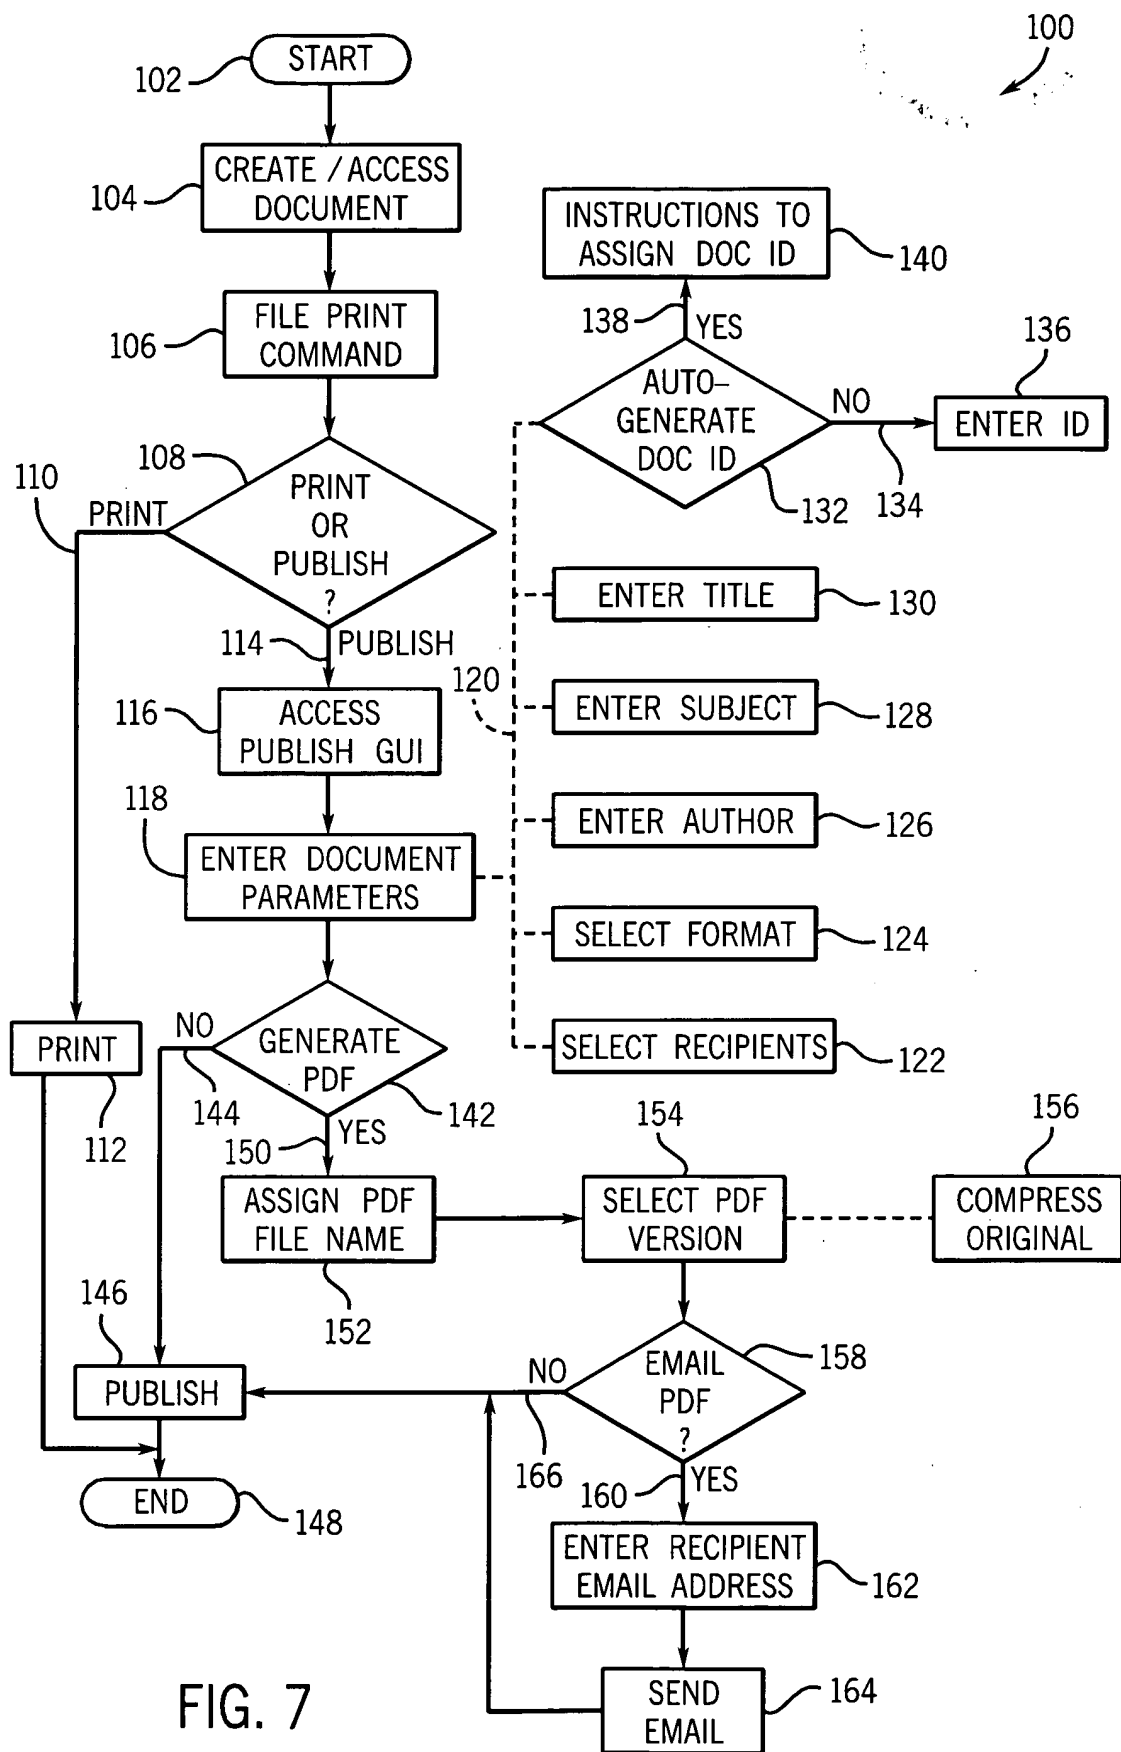 100
START
102
CREATE / ACCESS
DOCUMENT
104
INSTRUCTIONS TO
ASSIGN DOC ID
140
FILE PRINT
COMMAND
106
138
YES
136
AUTO-
GENERATE
DOC ID
NO
ENTER ID
132
134
108
110
PRINT
PRINT
OR
PUBLISH
?
ENTER TITLE
130
114
PUBLISH
120
ENTER SUBJECT
128
116
ACCESS
PUBLISH GUI
118
ENTER AUTHOR
126
ENTER DOCUMENT
PARAMETERS
SELECT FORMAT
124
NO
GENERATE
PDF
PRINT
SELECT RECIPIENTS
122
144
142
112
150
YES
154
156
ASSIGN PDF
FILE NAME
SELECT PDF
VERSION
COMPRESS
ORIGINAL
152
146
PUBLISH
NO
EMAIL
PDF
?
158
166
160
YES
END
148
ENTER RECIPIENT
EMAIL ADDRESS
162
SEND
EMAIL
164
FIG. 7